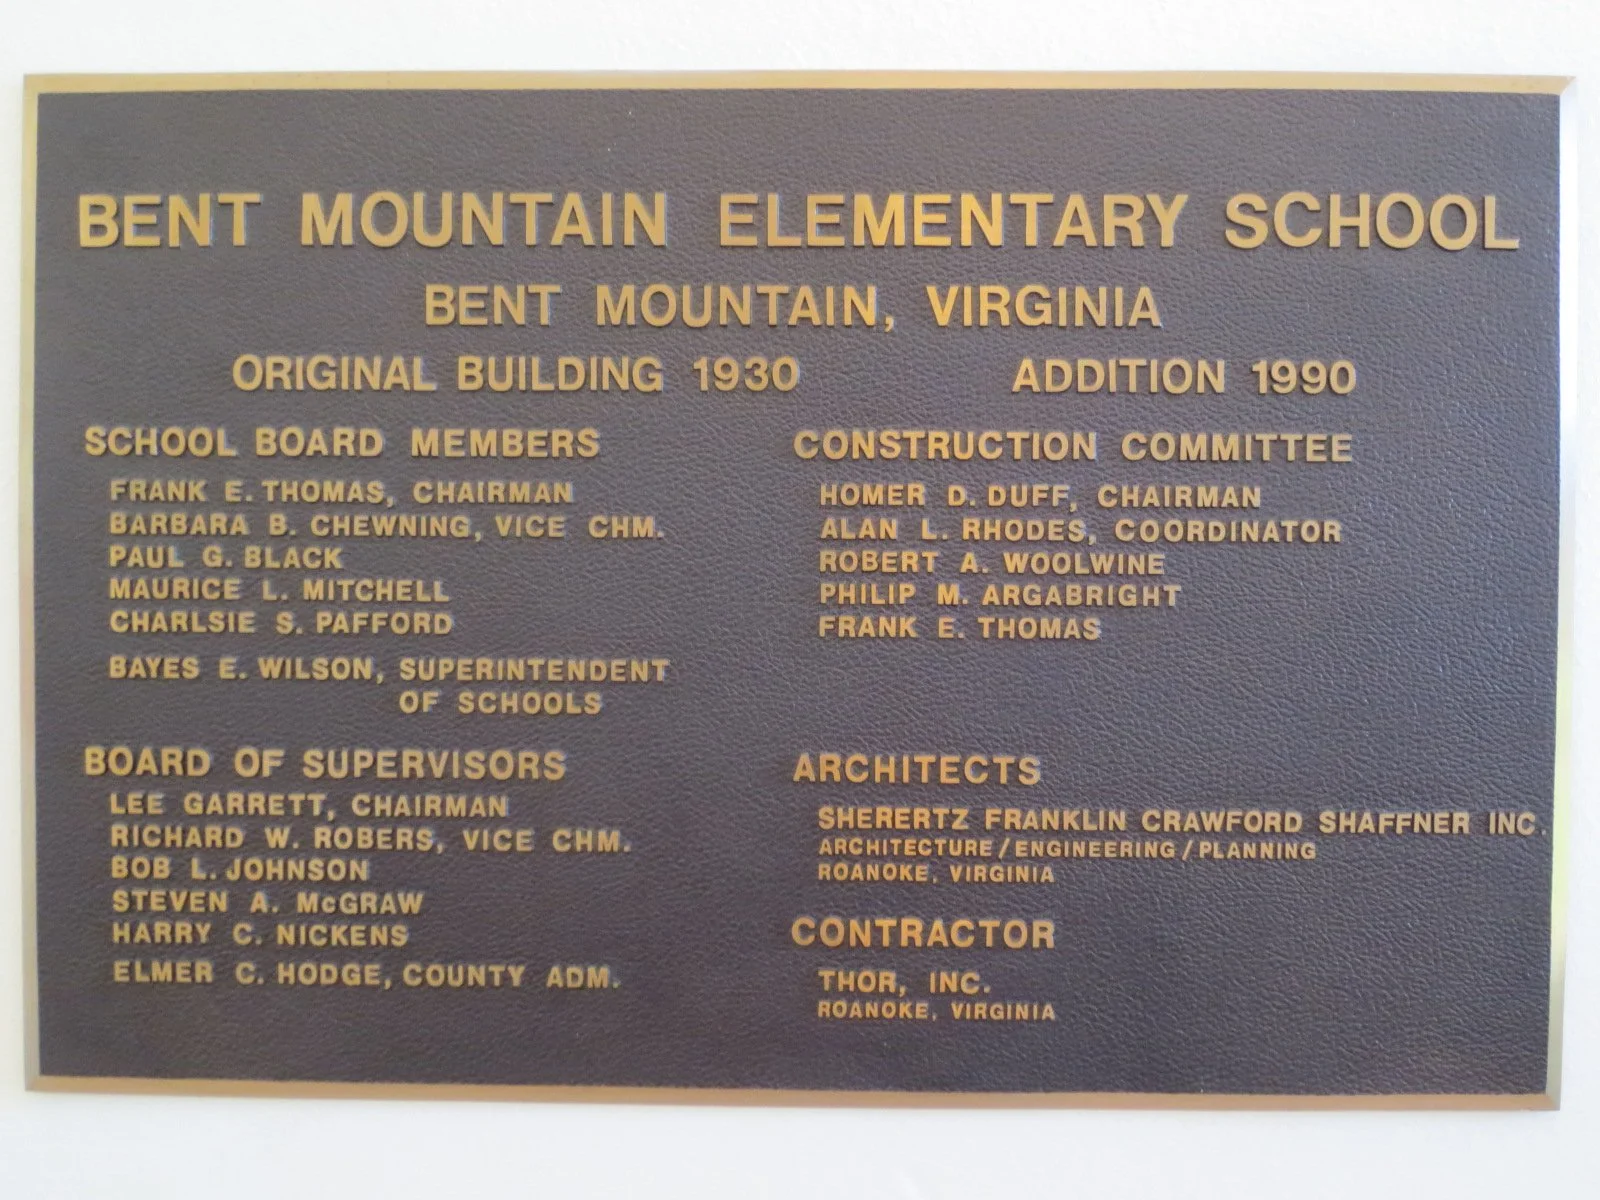 BENT MOUNTAIN ELEMENTARY SCHOOL
BENT MOUNTAIN, VIRGINIA
ORIGINAL BUILDING 1930
ADDITION 1990
SCHOOL BOARD MEMBERS
FRANK E. THOMAS, CHAIRMAN
BARBARA B. CHEWNING, VICE CHM.
PAUL G. BLACK
MAURICE L. MITCHELL
CHARLSIE S. PAFFORD
BAYES E. WILSON, SUPERINTENDENT
OF SCHOOLS
BOARD OF SUPERVISORS
LEE GARRETT, CHAIRMAN
RICHARD W. ROBERS, VICE CHM.
BOB L. JOHNSON
STEVEN A. McGRAW
HARRY C. NICKENS
ELMER C. HODGE, COUNTY ADM.
CONSTRUCTION COMMITTEE
HOMER D. DUFF, CHAIRMAN
ALAN L. RHODES, COORDINATOR
ROBERT A. WOOLWINE
PHILIP M. ARGABRIGHT
FRANK E. THOMAS
ARCHITECTS
SHERERTZ FRANKLIN CRAWFORD SHAFFNER INC.
ARCHITECTURE/ENGINEERING/PLANNING
ROANOKE, VIRGINIA
CONTRACTOR
THOR, INC.
ROANOKE, VIRGINIA